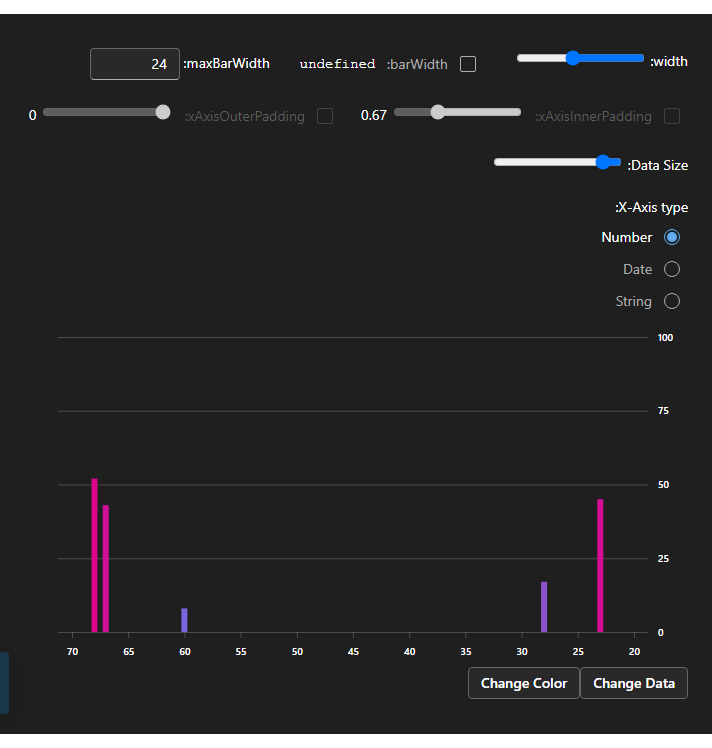 :width
undefined :barWidth
24 :maxBarWidth
:xAxisInnerPadding 0.67
:xAxisOuterPadding 0
:Data Size
:X-Axis type
Number
Date
String
100
75
50
25
0
70 65 60 55 50 45 40 35 30 25 20
Change Color Change Data